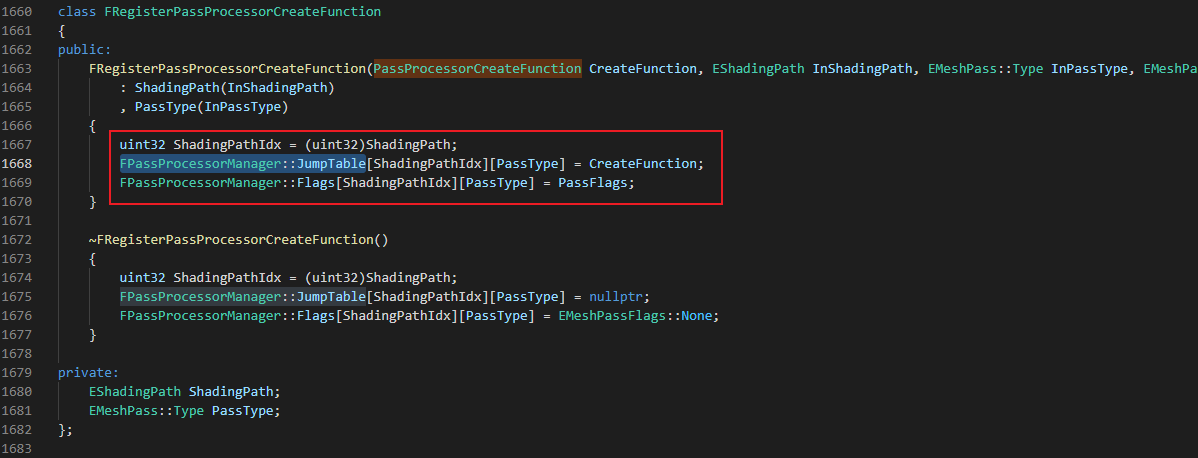 1660 class FRegisterPassProcessorCreateFunction
1661 {
1662 public:
1663 FRegisterPassProcessorCreateFunction(PassProcessorCreateFunction CreateFunction, EShadingPath InShadingPath, EMeshPass::Type InPassType, EMeshPa
1664 : ShadingPath(InShadingPath)
1665 , PassType(InPassType)
1666 {
1667 uint32 ShadingPathIdx = (uint32)ShadingPath;
1668 FPassProcessorManager::JumpTable[ShadingPathIdx][PassType] = CreateFunction;
1669 FPassProcessorManager::Flags[ShadingPathIdx][PassType] = PassFlags;
1670 }
1671
1672 ~FRegisterPassProcessorCreateFunction()
1673 {
1674 uint32 ShadingPathIdx = (uint32)ShadingPath;
1675 FPassProcessorManager::JumpTable[ShadingPathIdx][PassType] = nullptr;
1676 FPassProcessorManager::Flags[ShadingPathIdx][PassType] = EMeshPassFlags::None;
1677 }
1678
1679 private:
1680 EShadingPath ShadingPath;
1681 EMeshPass::Type PassType;
1682 };
1683